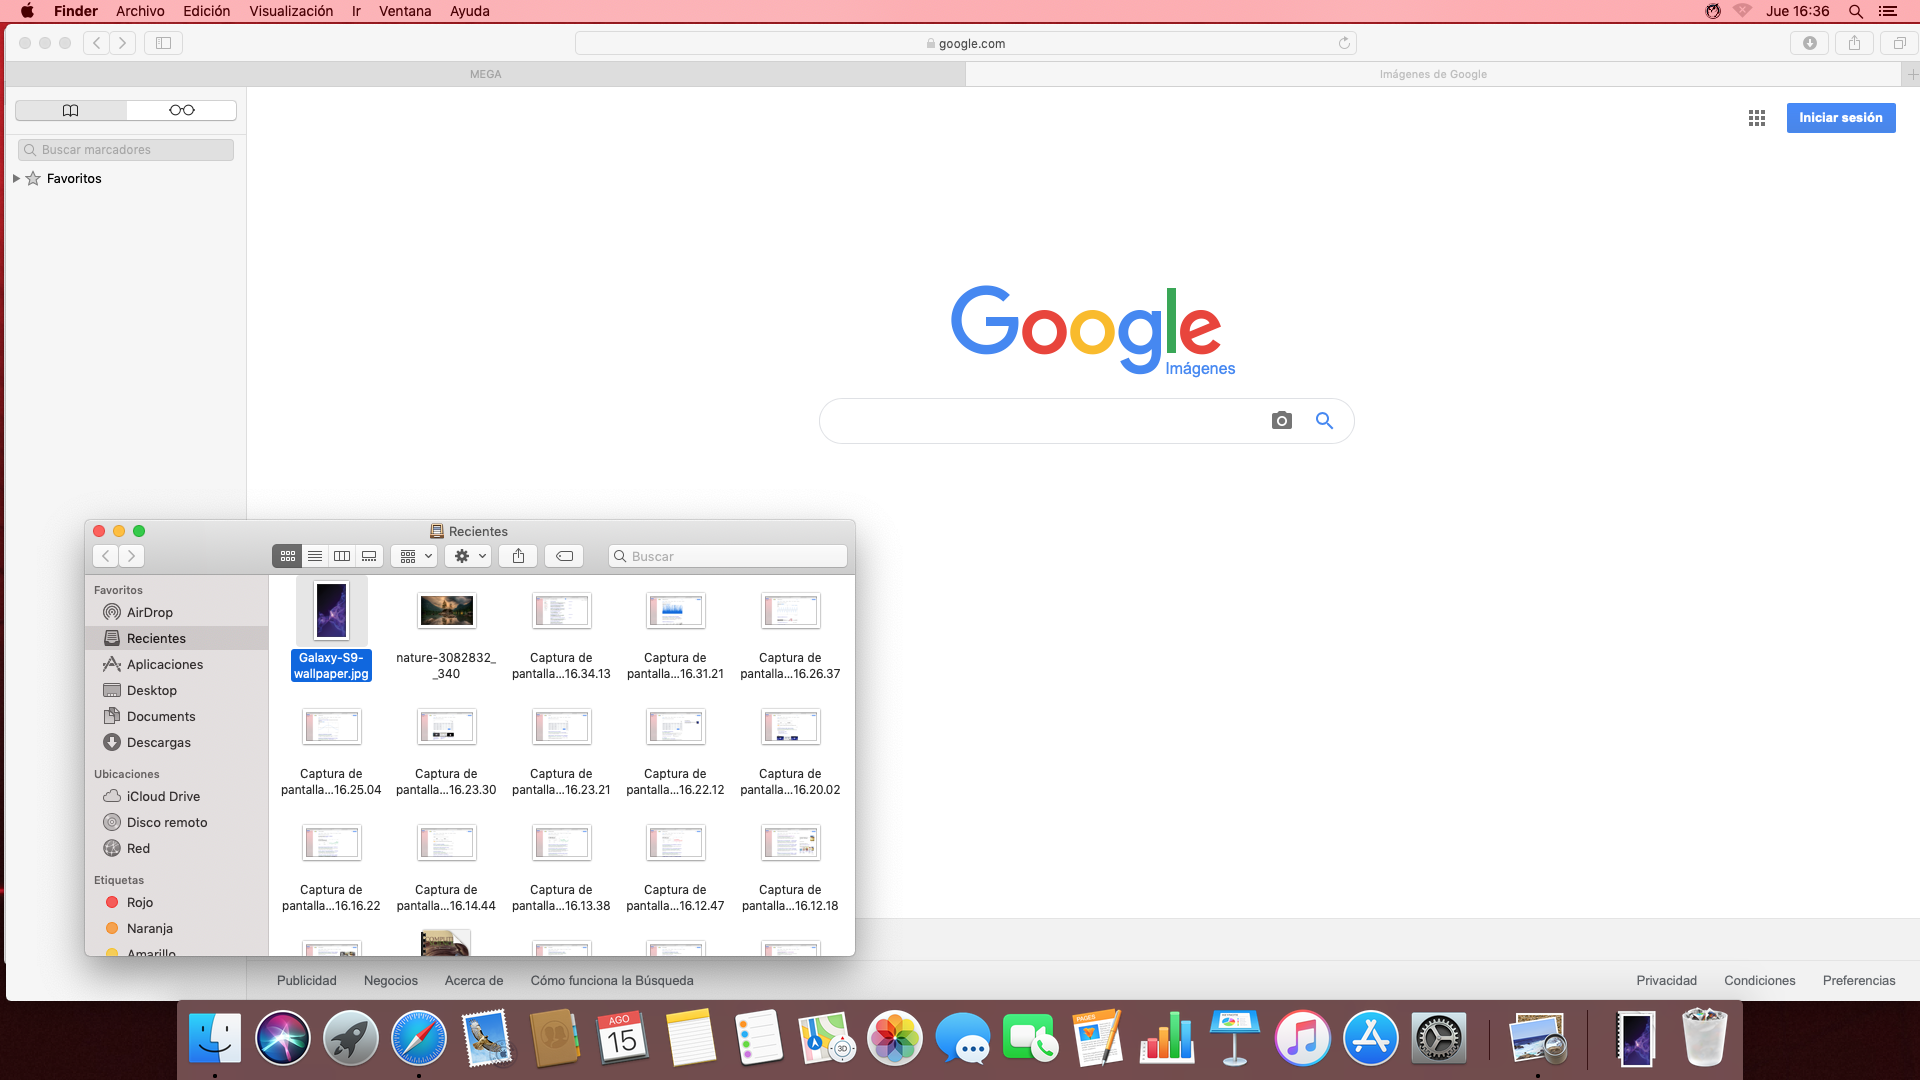 Finder Archivo Edición Visualización Ir Ventana Ayuda Jue 16:36
google.com
MEGA Imágenes de Google
Iniciar sesión
Buscar marcadores
Favoritos
Google
Imágenes
Recientes
Buscar
Favoritos
AirDrop
Recientes
Aplicaciones
Desktop
Documents
Descargas
Ubicaciones
iCloud Drive
Disco remoto
Red
Etiquetas
Rojo
Naranja
Amarillo
Galaxy-S9-
wallpaper.jpg
nature-3082832_
_340
Captura de
pantalla...16.34.13
Captura de
pantalla...16.31.21
Captura de
pantalla...16.26.37
Captura de
pantalla...16.25.04
Captura de
pantalla...16.23.30
Captura de
pantalla...16.23.21
Captura de
pantalla...16.22.12
Captura de
pantalla...16.20.02
Captura de
pantalla...16.16.22
Captura de
pantalla...16.14.44
Captura de
pantalla...16.13.38
Captura de
pantalla...16.12.47
Captura de
pantalla...16.12.18
Publicidad Negocios Acerca de Cómo funciona la Búsqueda Privacidad Condiciones Preferencias
AGO
15
3D
PAGES